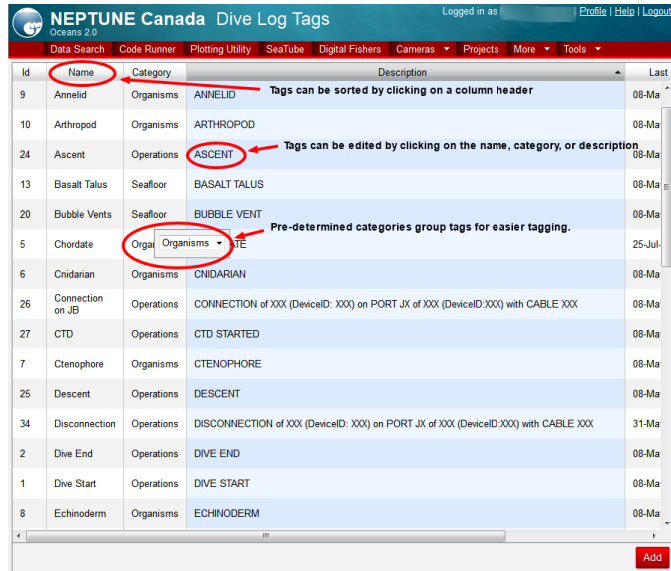 NEPTUNE Canada Dive Log Tags
Oceans 2.0
Logged in as
Profile | Help | Logout
Data Search Code Runner Plotting Utility SeaTube Digital Fishers Cameras Projects More Tools
Id Name Category Description Last
Tags can be sorted by clicking on a column header
9 Annelid Organisms ANNELID 08-Ma
10 Arthropod Organisms ARTHROPOD 08-Ma
Tags can be edited by clicking on the name, category, or description
24 Ascent Operations ASCENT 08-Ma
13 Basalt Talus Seafloor BASALT TALUS 08-Ma
20 Bubble Vents Seafloor BUBBLE VENT 08-Ma
Pre-determined categories group tags for easier tagging.
5 Chordate Orga Organisms ATE 25-Jul-
6 Cnidarian Organisms CNIDARIAN 08-Ma
26 Connection on JB Operations CONNECTION of XXX (DeviceID: XXX) on PORT JX of XXX (DeviceID:XXX) with CABLE XXX 08-Ma
27 CTD Operations CTD STARTED 08-Ma
7 Ctenophore Organisms CTENOPHORE 08-Ma
25 Descent Operations DESCENT 08-Ma
34 Disconnection Operations DISCONNECTION of XXX (DeviceID: XXX) on PORT JX of XXX (DeviceID:XXX) with CABLE XXX 31-Ma
2 Dive End Operations DIVE END 08-Ma
1 Dive Start Operations DIVE START 08-Ma
8 Echinoderm Organisms ECHINODERM 08-Ma
Add